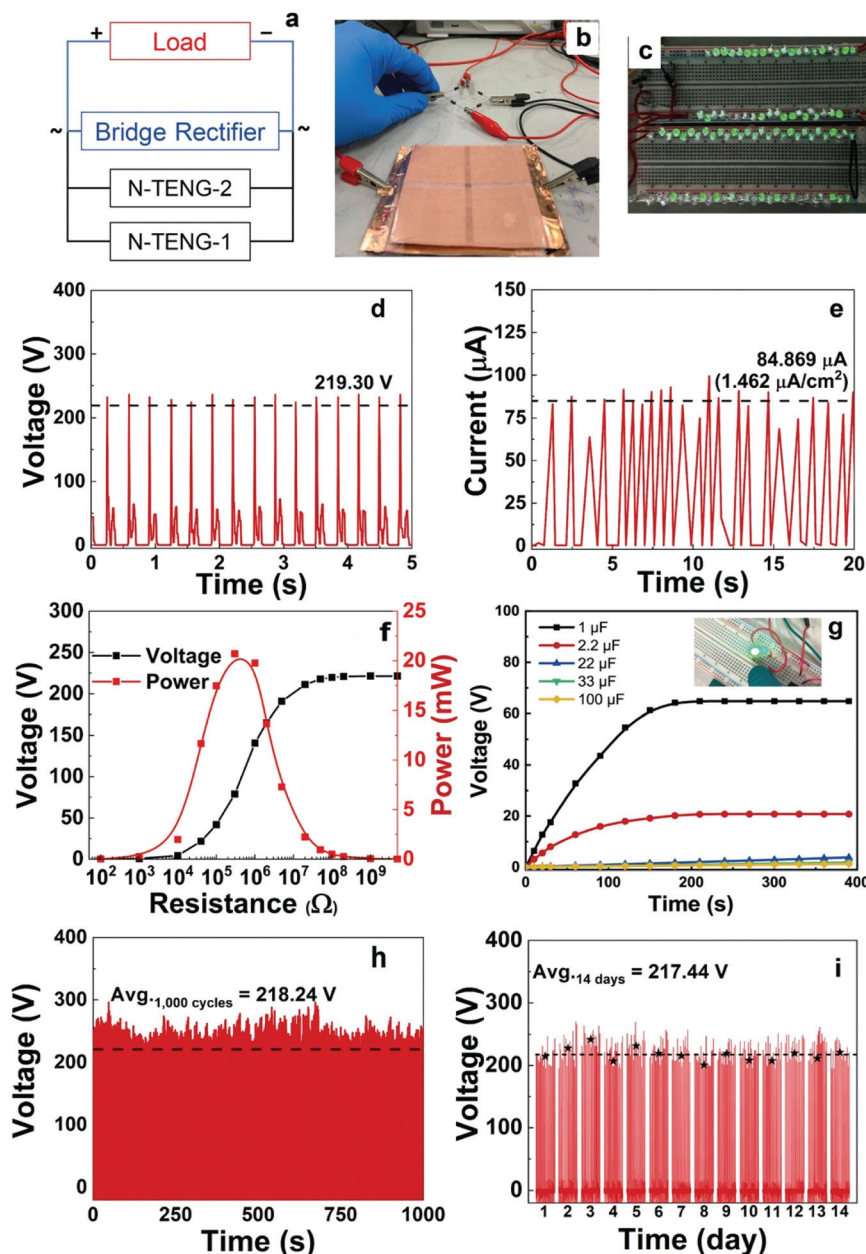 a
+ Load −
~ Bridge Rectifier ~
N-TENG-2
N-TENG-1
b
c
d
Voltage (V)
400
300
200
100
0
219.30 V
0 1 2 3 4 5
Time (s)
e
Current (μA)
150
125
100
75
50
25
0
84.869 μA
(1.462 μA/cm²)
0 5 10 15 20
Time (s)
f
Voltage (V)
300
250
200
150
100
50
0
Voltage
Power
25
20
15
10
5
0
Power (mW)
10² 10³ 10⁴ 10⁵ 10⁶ 10⁷ 10⁸ 10⁹
Resistance (Ω)
g
Voltage (V)
100
80
60
40
20
0
1 μF
2.2 μF
22 μF
33 μF
100 μF
0 100 200 300 400
Time (s)
h
Voltage (V)
400
300
200
100
0
Avg.1,000 cycles = 218.24 V
0 250 500 750 1000
Time (s)
i
Voltage (V)
400
300
200
100
0
Avg.14 days = 217.44 V
1 2 3 4 5 6 7 8 9 10 11 12 13 14
Time (day)